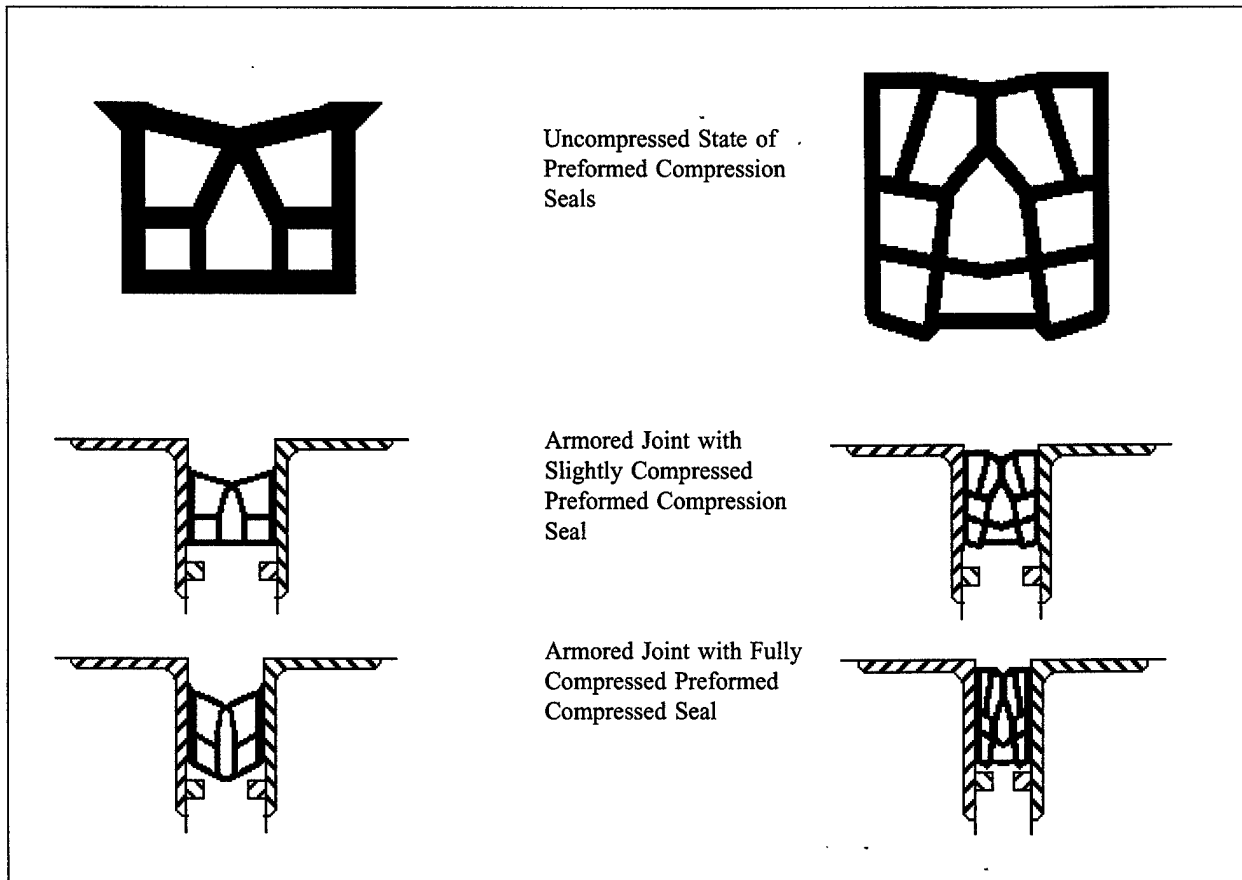 Uncompressed State of
Preformed Compression
Seals
Armored Joint with
Slightly Compressed
Preformed Compression
Seal
Armored Joint with Fully
Compressed Preformed
Compressed Seal